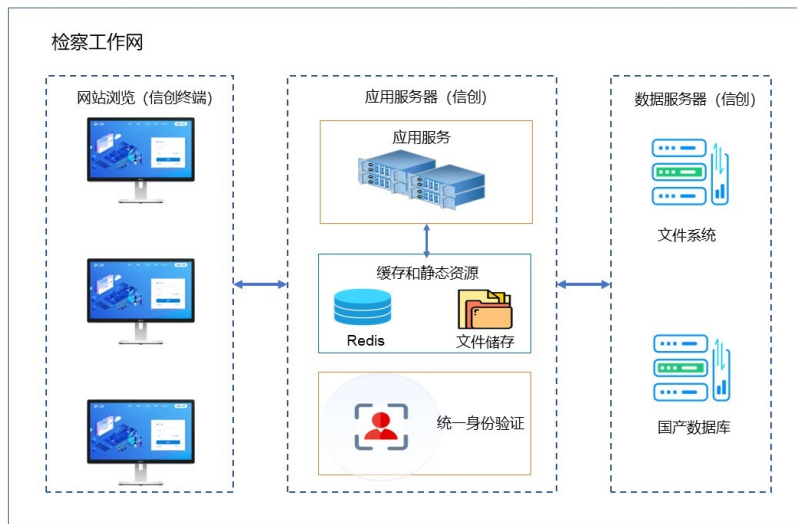 检察工作网
网站浏览（信创终端）
应用服务器（信创）
应用服务
缓存和静态资源
Redis
文件储存
统一身份验证
数据服务器（信创）
文件系统
国产数据库